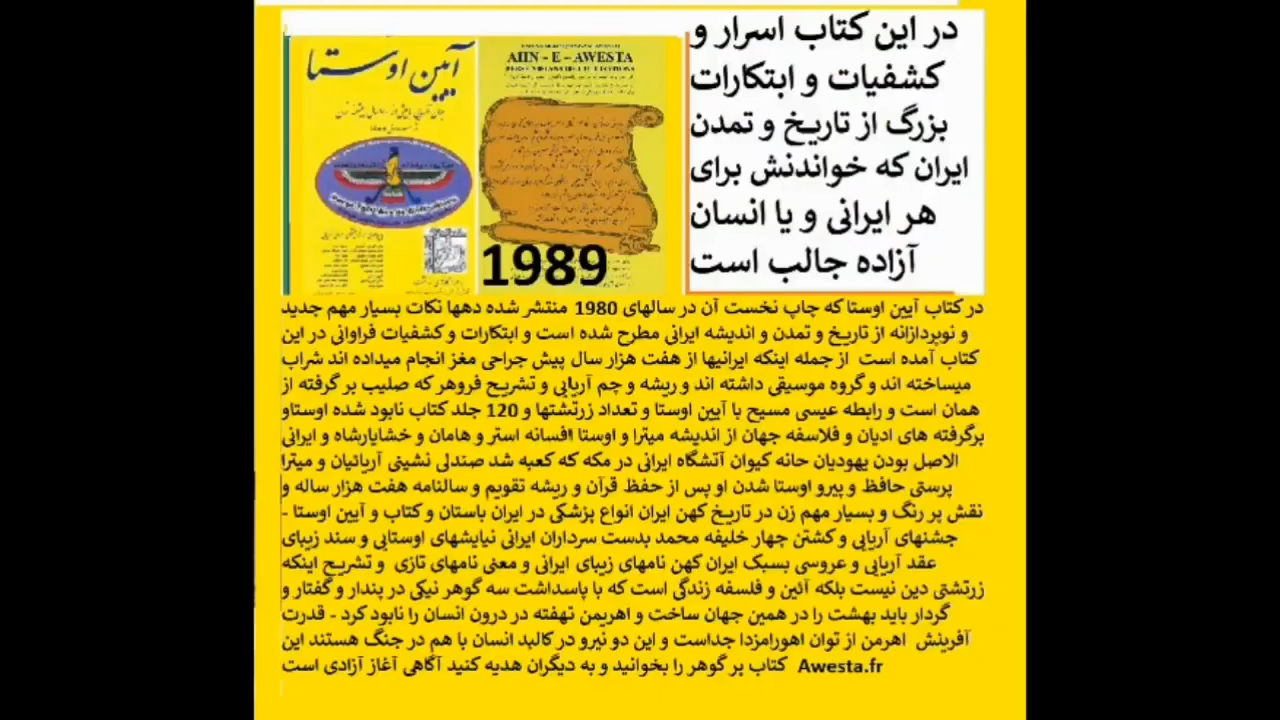 در این کتاب اسرار و
کشفیات و ابتکارات
بزرگ از تاریخ و تمدن
ایران که خواندنش برای
هر ایرانی و یا انسان
آزاده جالب است
آیین اوستا
AIIN - E - AWESTA
1989
در کتاب آیین اوستا که چاپ نخست آن در سالهای 1980 منتشر شده دهها نکات بسیار مهم جدید
و نوپردازانه از تاریخ و تمدن و اندیشه ایرانی مطرح شده است و ابتکارات و کشفیات فراوانی در این
کتاب آمده است از جمله اینکه ایرانیها از هفت هزار سال پیش جراحی مغز انجام میداده اند شراب
میساخته اند و گروه موسیقی داشته اند و ریشه و چم آریایی و تشریح فروهر که صلیب بر گرفته از
همان است و رابطه عیسی مسیح با آیین اوستا و تعداد زرتشتها و 120 جلد کتاب نابود شده اوستاو
برگرفته های ادیان و فلاسفه جهان از اندیشه میترا و اوستا افسانه استر و هامان و خشایارشاه و ایرانی
الاصل بودن یهودیان خانه کیوان آتشگاه ایرانی در مکه که کعبه شد صندلی نشینی آریائیان و میترا
پرستی حافظ و پیرو اوستا شدن او پس از حفظ قرآن و ریشه تقویم و سالنامه هفت هزار ساله و
نقش پر رنگ و بسیار مهم زن در تاریخ کهن ایران انواع پزشکی در ایران باستان و کتاب و آیین اوستا -
جشنهای آریایی و کشتن چهار خلیفه محمد بدست سرداران ایرانی نیایشهای اوستایی و سند زیبای
عقد آریایی و عروسی بسبک ایران کهن نامهای زیبای ایرانی و معنی نامهای تازی و تشریح اینکه
زرتشتی دین نیست بلکه آئین و فلسفه زندگی است که با پاسداشت سه گوهر نیکی در پندار و گفتار و
گردار باید بهشت را در همین جهان ساخت و اهریمن نهفته در درون انسان را نابود کرد - قدرت
آفرینش اهرمن از توان اهورامزدا جداست و این دو نیرو در کالبد انسان با هم در جنگ هستند این
کتاب پر گوهر را بخوانید و به دیگران هدیه کنید آگاهی آغاز آزادی است Awesta.fr